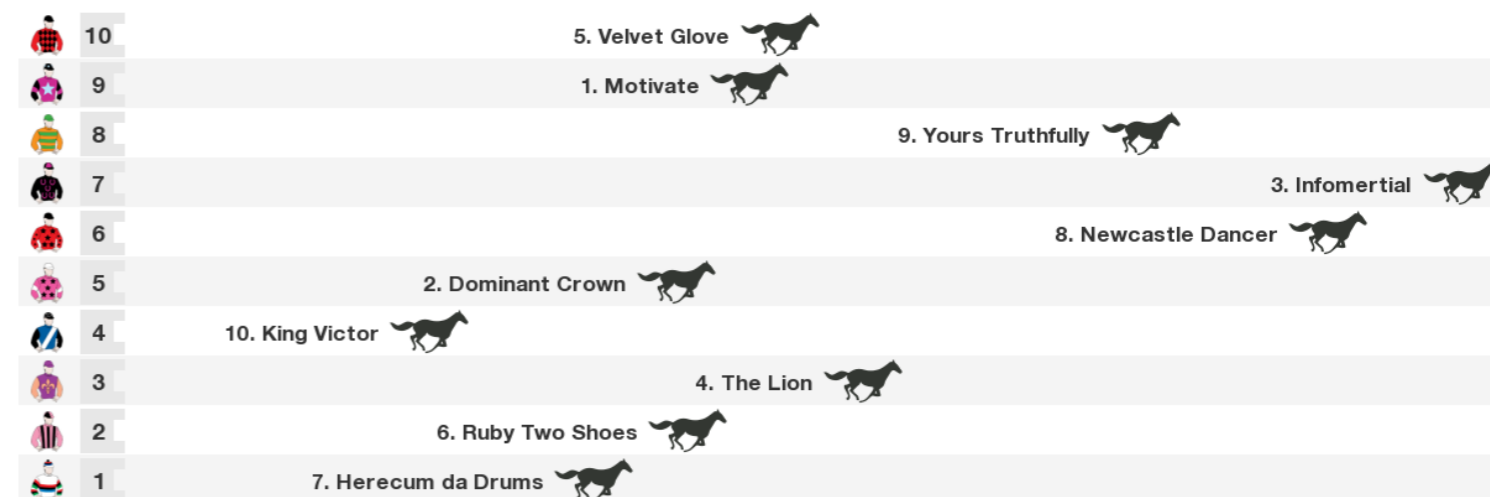 10 5. Velvet Glove
9 1. Motivate
8 9. Yours Truthfully
7 3. Infomertial
6 8. Newcastle Dancer
5 2. Dominant Crown
4 10. King Victor
3 4. The Lion
2 6. Ruby Two Shoes
1 7. Herecum da Drums